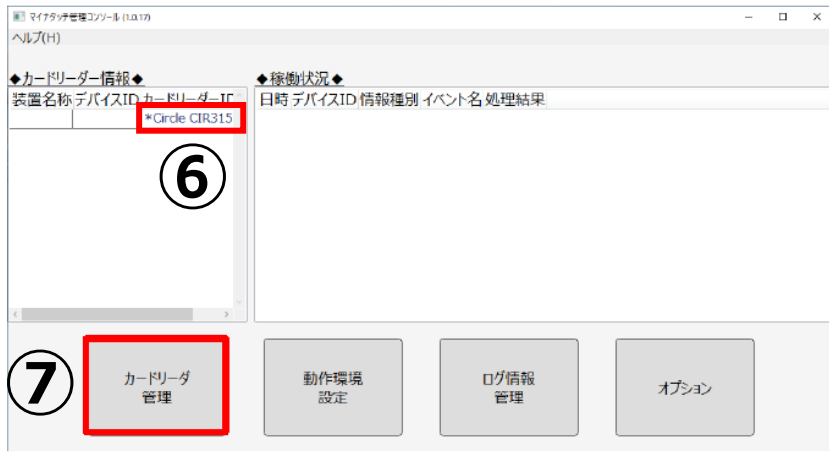 マイナタッチ管理コンソール (1.0.17)
ヘルプ(H)
◆カードリーダー情報◆
装置名称 デバイスID カードリーダーID
*Circle CIR315
⑥
◆稼働状況◆
日時 デバイスID 情報種別 イベント名 処理結果
⑦
カードリーダ
管理
動作環境
設定
ログ情報
管理
オプション